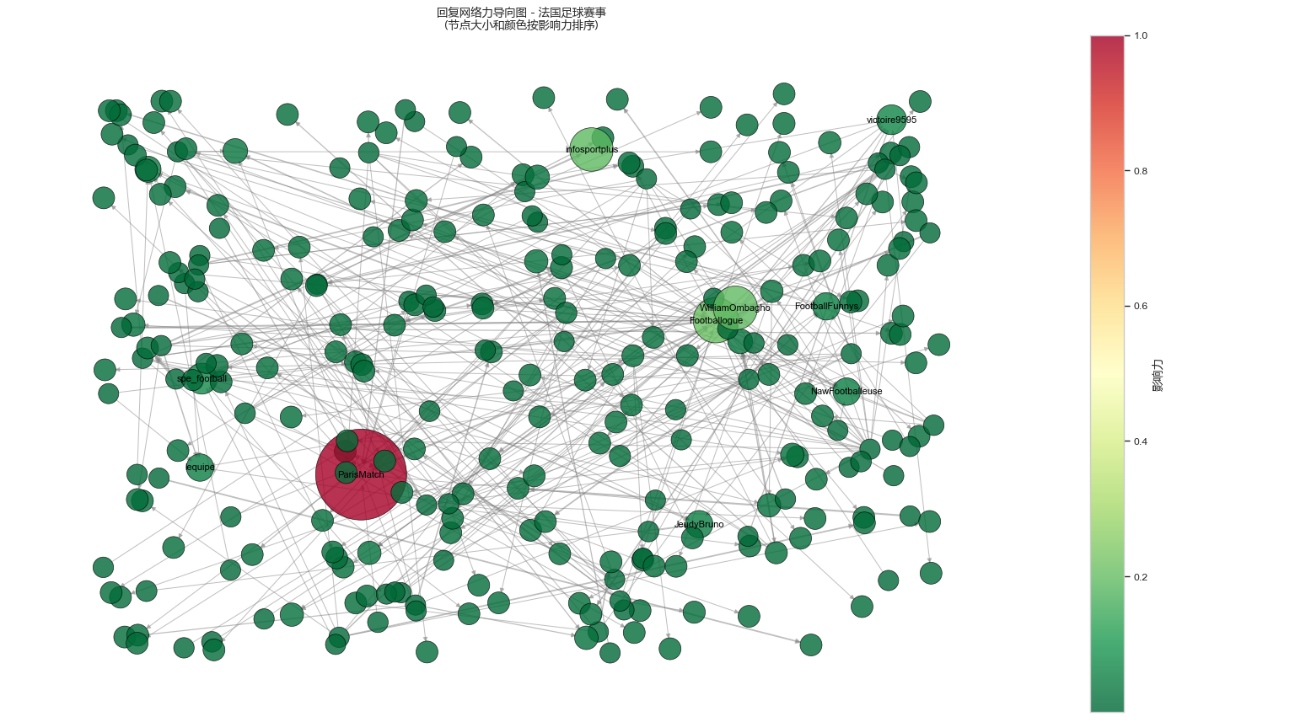 回复网络力导向图 - 法国足球赛事
(节点大小和颜色按影响力排序)
1.0
victoire9595
infosportplus
0.8
WilliamOmbagho
FootballFunnys
Footballogue
0.6
影响力
spe_football
NawFootballeuse
0.4
lequipe
ParisMatch
JeudyBruno
0.2